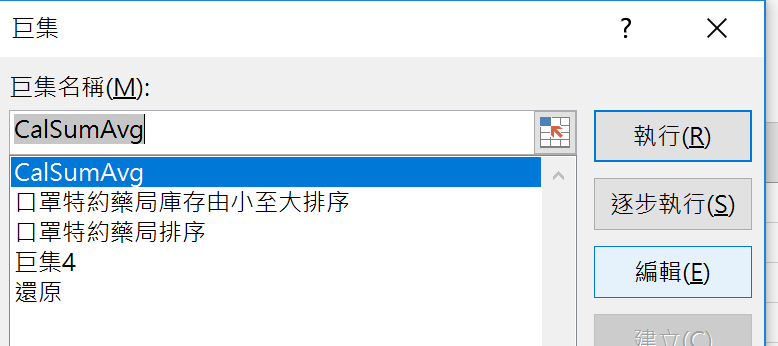 巨集
?
巨集名稱(M):
CalSumAvg
執行(R)
CalSumAvg
口罩特約藥局庫存由小至大排序
逐步執行(S)
口罩特約藥局排序
巨集4
編輯(E)
還原
建立(C)